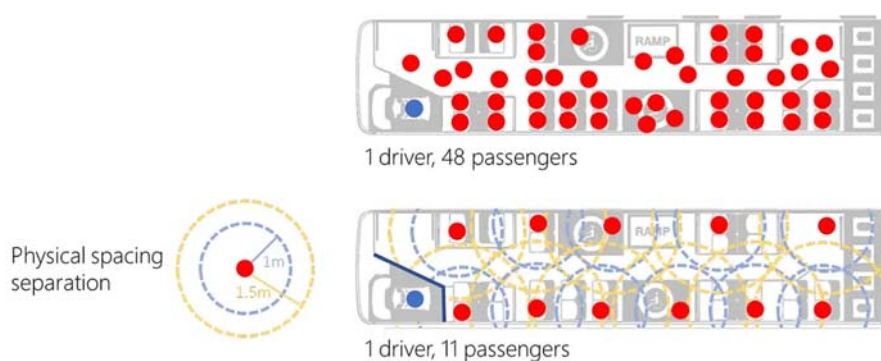 RAMP
1 driver, 48 passengers
Physical spacing
separation
1m
1.5m
RAMP
1 driver, 11 passengers